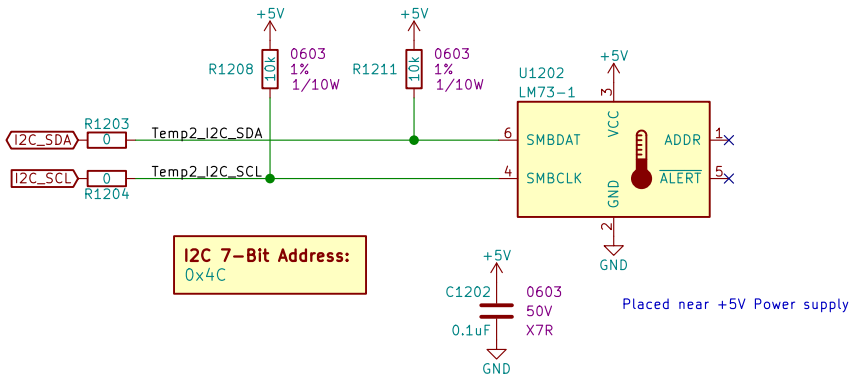 +5V
+5V
R1208
10k
0603
1%
1/10W
R1211
10k
0603
1%
1/10W
+5V
U1202
LM73-1
3
VCC
I2C_SDA
R1203
0
Temp2_I2C_SDA
6
SMBDAT
ADDR
1
I2C_SCL
0
R1204
Temp2_I2C_SCL
4
SMBCLK
ALERT
5
GND
2
GND
I2C 7-Bit Address:
0x4C
+5V
C1202
0.1uF
0603
50V
X7R
GND
Placed near +5V Power supply